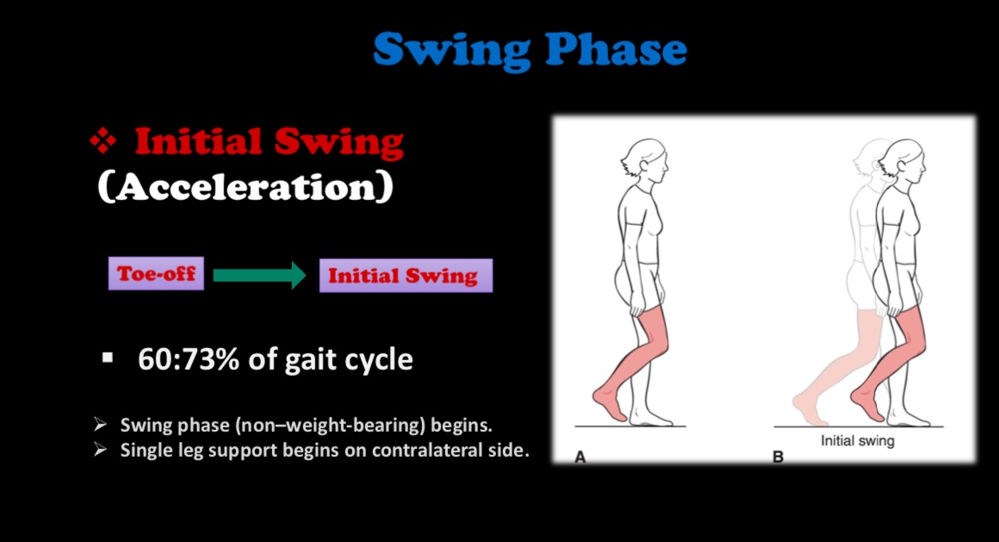 Swing Phase
❖ Initial Swing
(Acceleration)
Toe-off
Initial Swing
▪ 60:73% of gait cycle
➢ Swing phase (non–weight-bearing) begins.
➢ Single leg support begins on contralateral side.
Initial swing
A
B